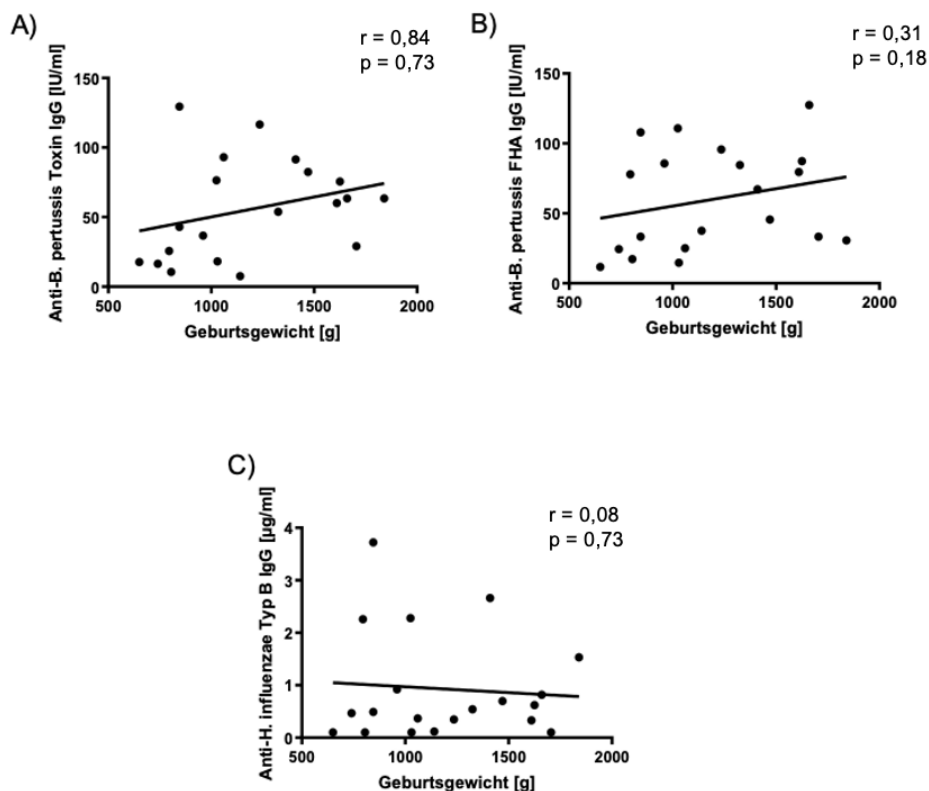 A)
r = 0,84
p = 0,73
Anti-B. pertussis Toxin IgG [IU/ml]
150
100
50
0
500 1000 1500 2000
Geburtsgewicht [g]
B)
r = 0,31
p = 0,18
Anti-B. pertussis FHA IgG [IU/ml]
150
100
50
0
500 1000 1500 2000
Geburtsgewicht [g]
C)
r = 0,08
p = 0,73
Anti-H. influenzae Typ B IgG [µg/ml]
4
3
2
1
0
500 1000 1500 2000
Geburtsgewicht [g]